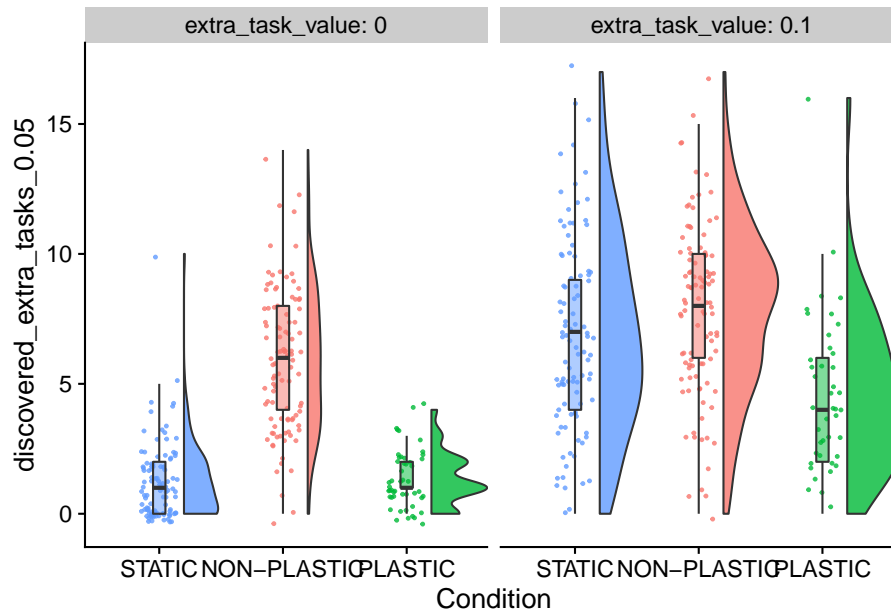 extra_task_value: 0
extra_task_value: 0.1
discovered_extra_tasks_0.05
15
10
5
0
STATIC NON−PLASTIC PLASTIC
STATIC NON−PLASTIC PLASTIC
Condition